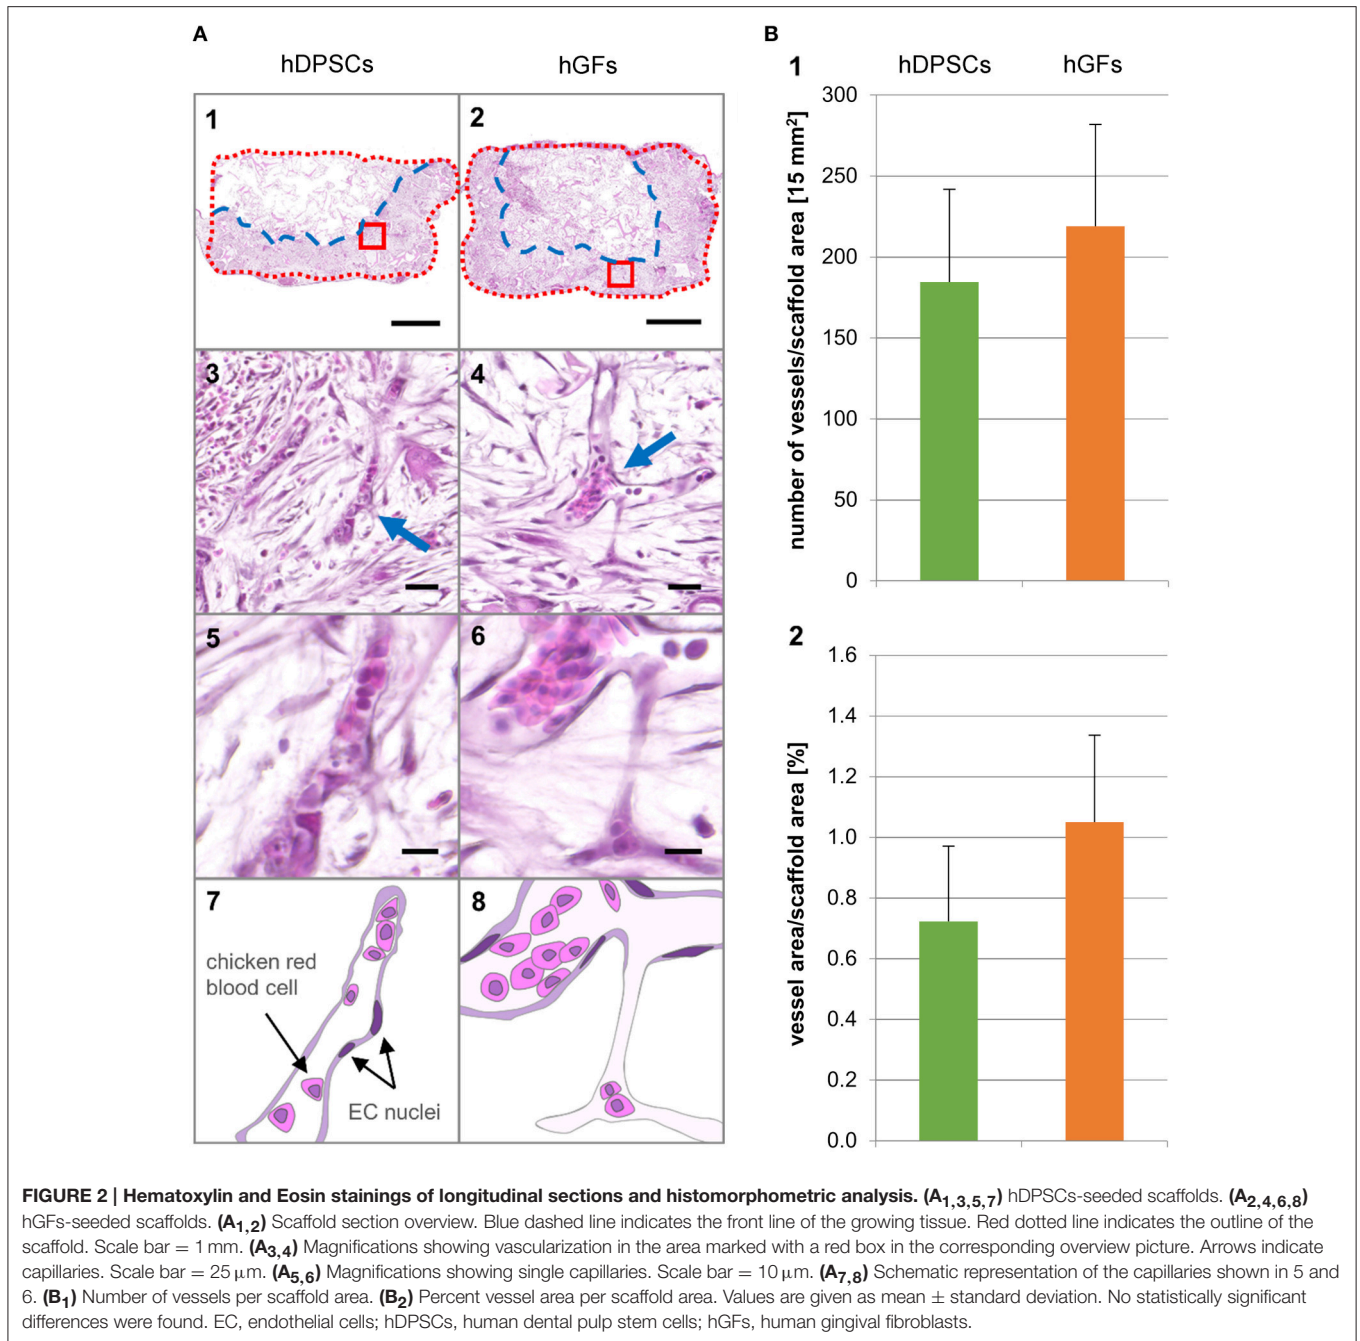 A
hDPSCs
hGFs
1
2
3
4
5
6
7
chicken red
blood cell
EC nuclei
8
B
1
hDPSCs
hGFs
number of vessels/scaffold area [15 mm²]
300
250
200
150
100
50
0
2
vessel area/scaffold area [%]
1.6
1.4
1.2
1.0
0.8
0.6
0.4
0.2
0.0
FIGURE 2 | Hematoxylin and Eosin stainings of longitudinal sections and histomorphometric analysis. (A1,3,5,7) hDPSCs-seeded scaffolds. (A2,4,6,8)
hGFs-seeded scaffolds. (A1,2) Scaffold section overview. Blue dashed line indicates the front line of the growing tissue. Red dotted line indicates the outline of the
scaffold. Scale bar = 1 mm. (A3,4) Magnifications showing vascularization in the area marked with a red box in the corresponding overview picture. Arrows indicate
capillaries. Scale bar = 25 μm. (A5,6) Magnifications showing single capillaries. Scale bar = 10 μm. (A7,8) Schematic representation of the capillaries shown in 5 and
6. (B1) Number of vessels per scaffold area. (B2) Percent vessel area per scaffold area. Values are given as mean ± standard deviation. No statistically significant
differences were found. EC, endothelial cells; hDPSCs, human dental pulp stem cells; hGFs, human gingival fibroblasts.